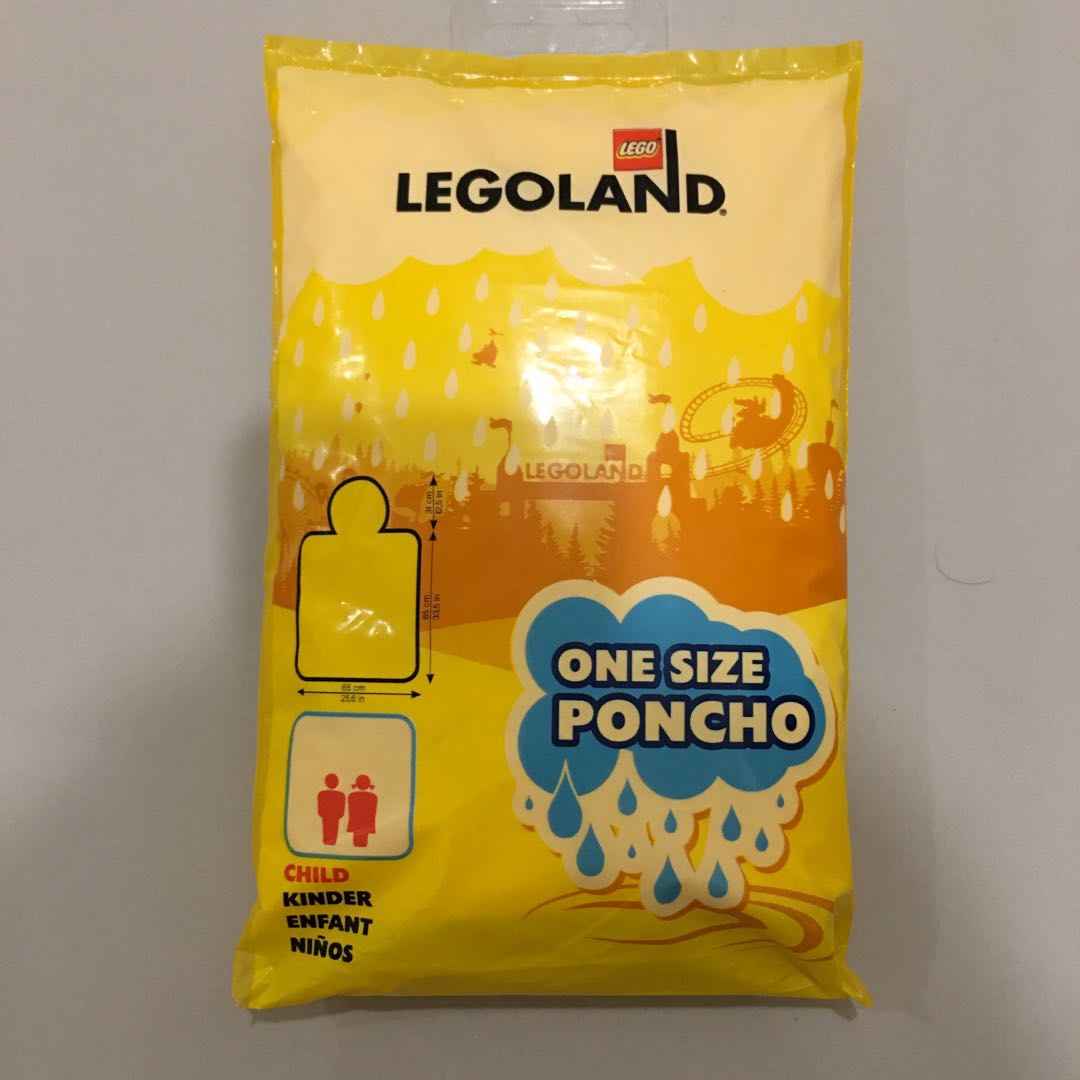 LEGO
LEGOLAND®
LEGOLAND
31 cm
12,5 in
85 cm
33,5 in
65 cm
25,6 in
ONE SIZE
PONCHO
CHILD
KINDER
ENFANT
NIÑOS